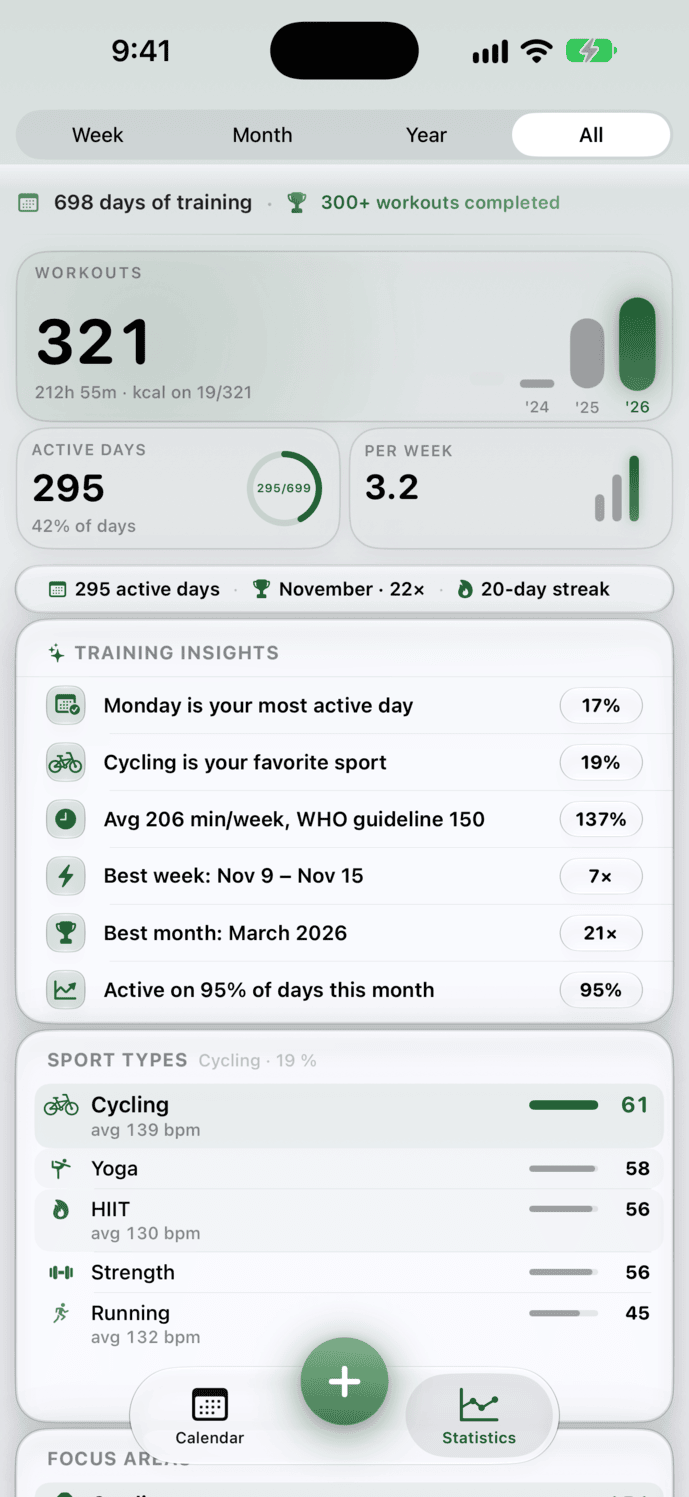 9:41
Week Month Year All
698 days of training · 300+ workouts completed
WORKOUTS
321
212h 55m · kcal on 19/321
'24 '25 '26
ACTIVE DAYS
295
42% of days
295/699
PER WEEK
3.2
295 active days · November · 22× · 20-day streak
TRAINING INSIGHTS
Monday is your most active day 17%
Cycling is your favorite sport 19%
Avg 206 min/week, WHO guideline 150 137%
Best week: Nov 9 – Nov 15 7×
Best month: March 2026 21×
Active on 95% of days this month 95%
SPORT TYPES Cycling · 19 %
Cycling 61
avg 139 bpm
Yoga 58
HIIT 56
avg 130 bpm
Strength 56
Running 45
avg 132 bpm
Calendar
Statistics
FOCUS AREAS